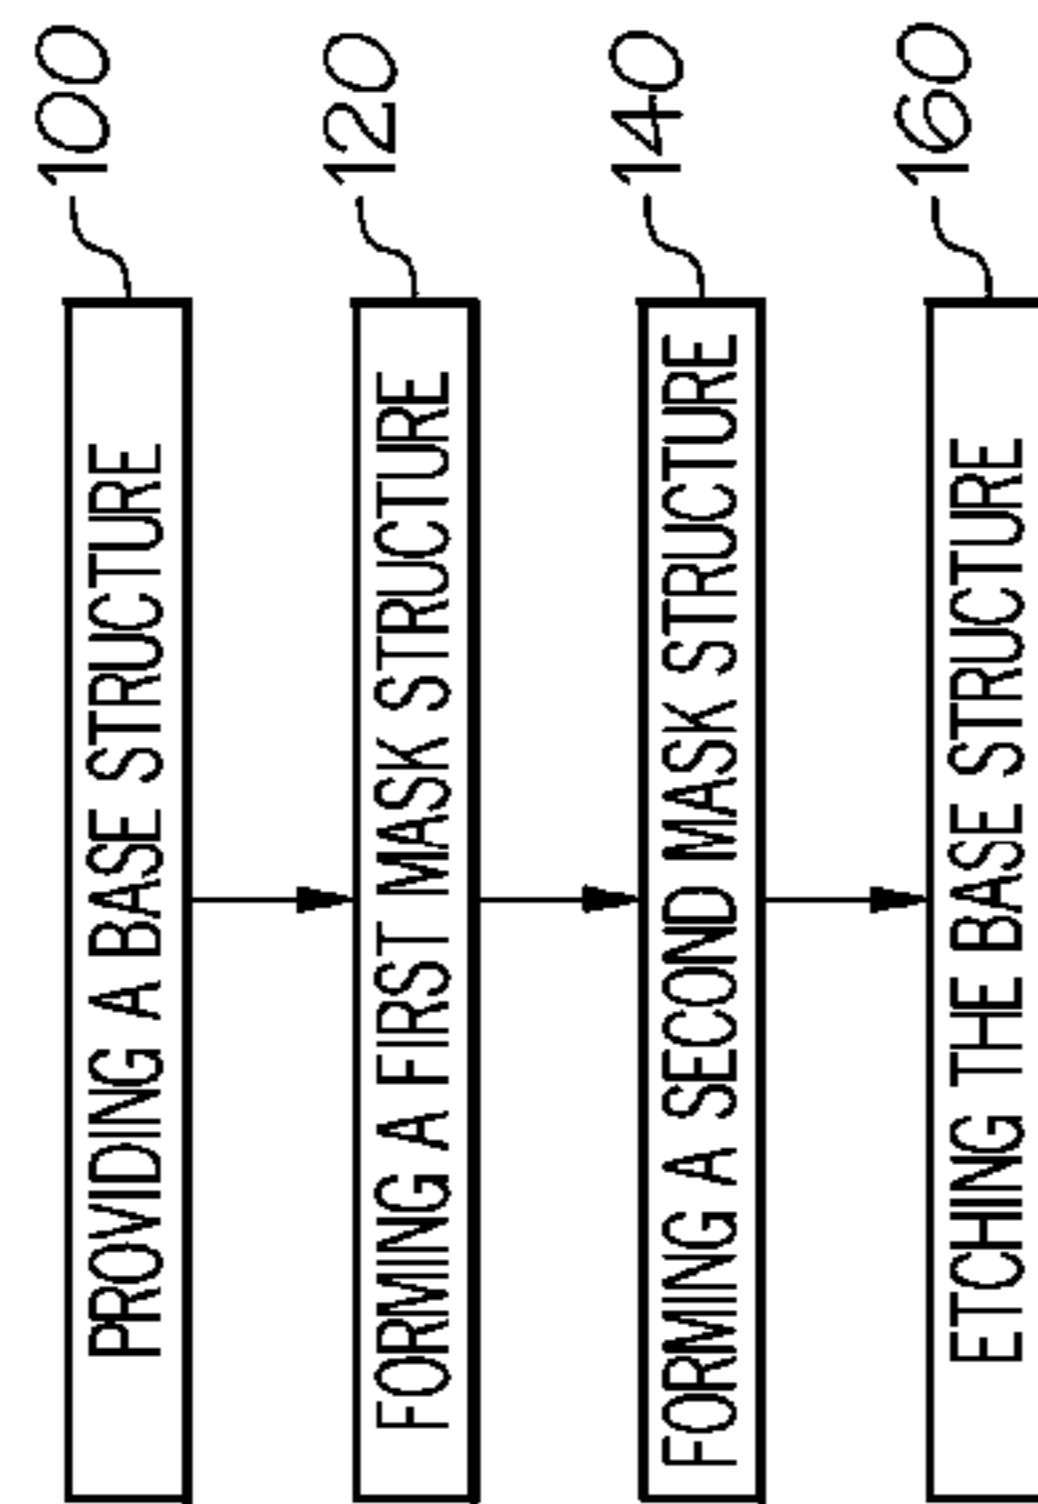 PROVIDING A BASE STRUCTURE 100
FORMING A FIRST MASK STRUCTURE 120
FORMING A SECOND MASK STRUCTURE 140
ETCHING THE BASE STRUCTURE 160